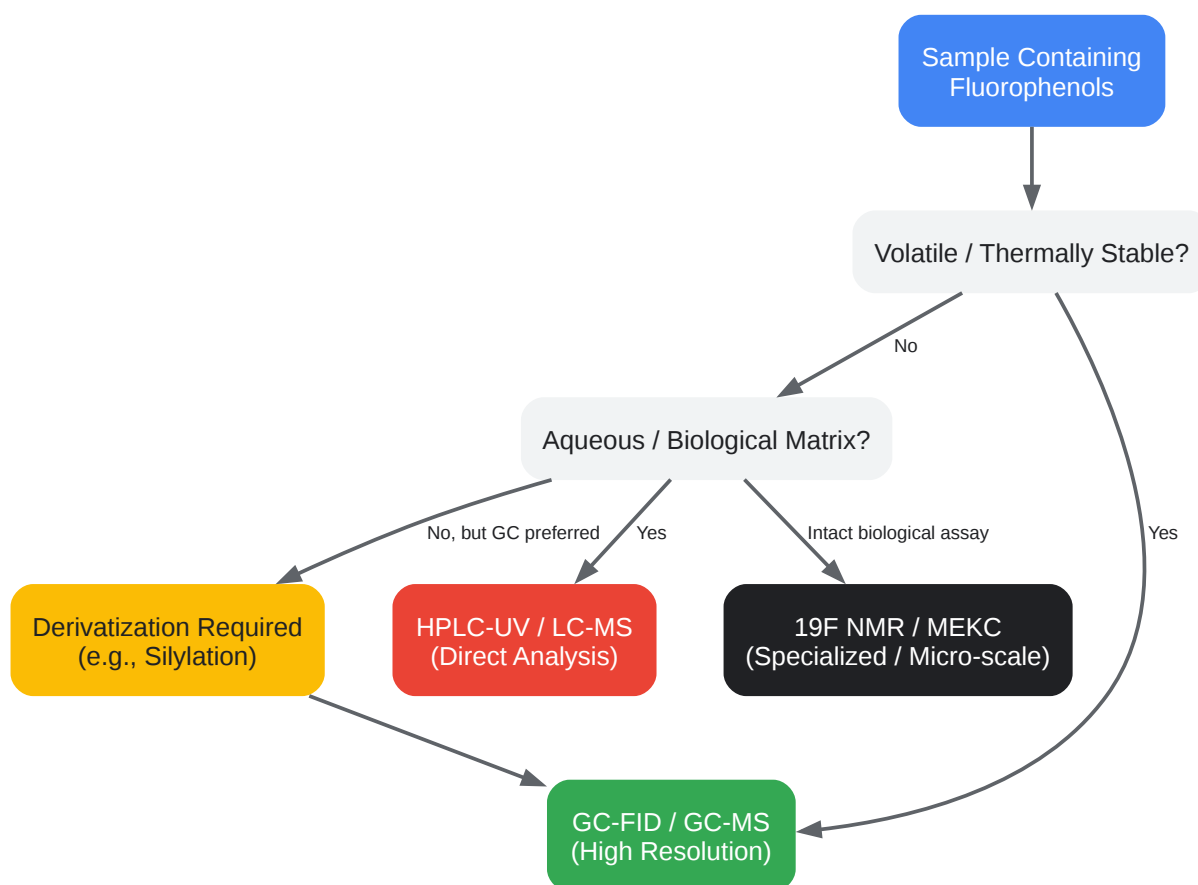 Sample Containing
Fluorophenols
Volatile / Thermally Stable?
No
Aqueous / Biological Matrix?
No, but GC preferred
Yes
Intact biological assay
Yes
Derivatization Required
(e.g., Silylation)
HPLC-UV / LC-MS
(Direct Analysis)
19F NMR / MEKC
(Specialized / Micro-scale)
GC-FID / GC-MS
(High Resolution)